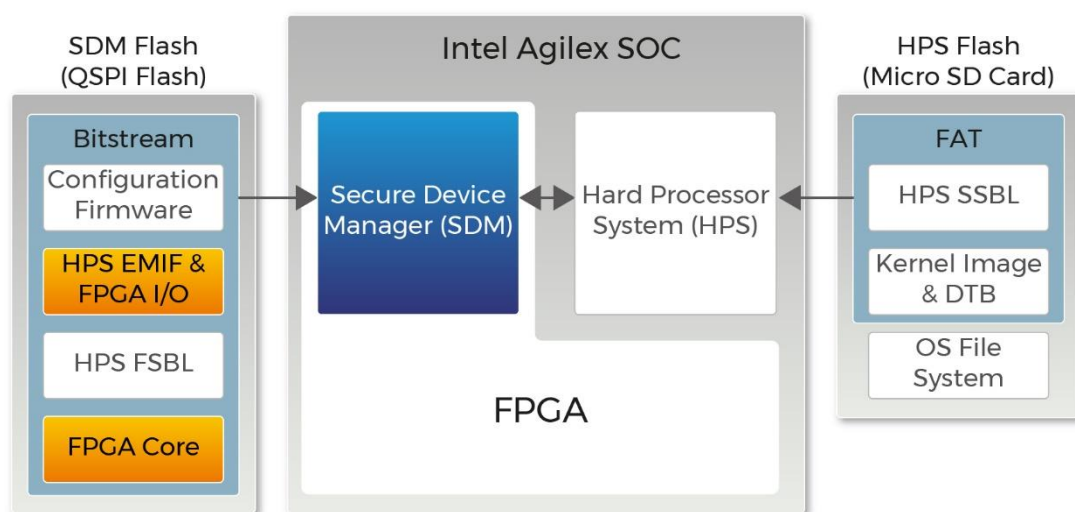 SDM Flash
(QSPI Flash)
Bitstream
Configuration
Firmware
HPS EMIF &
FPGA I/O
HPS FSBL
FPGA Core
Intel Agilex SOC
Secure Device
Manager (SDM)
Hard Processor
System (HPS)
FPGA
HPS Flash
(Micro SD Card)
FAT
HPS SSBL
Kernel Image
& DTB
OS File
System